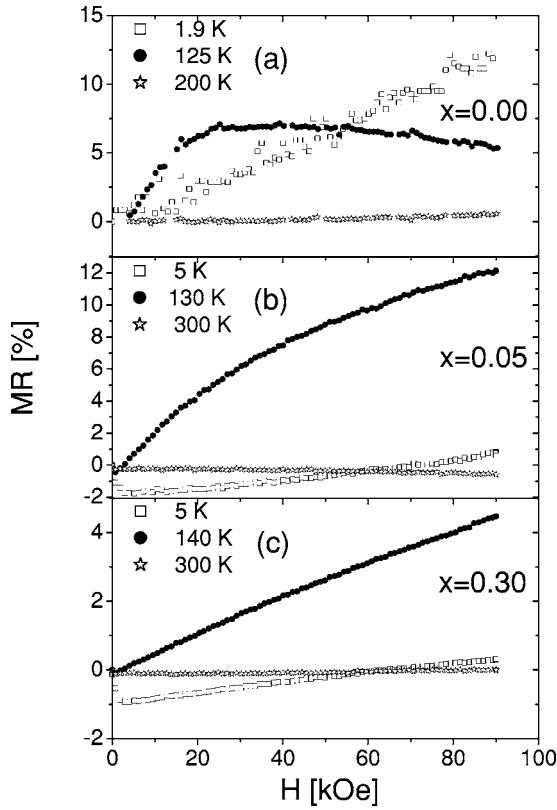 15
10
5
0
1.9 K
125 K
200 K
(a)
x=0.00
12
10
8
6
4
2
0
-2
5 K
130 K
300 K
(b)
x=0.05
MR [%]
4
2
0
-2
5 K
140 K
300 K
(c)
x=0.30
0 20 40 60 80 100
H [kOe]